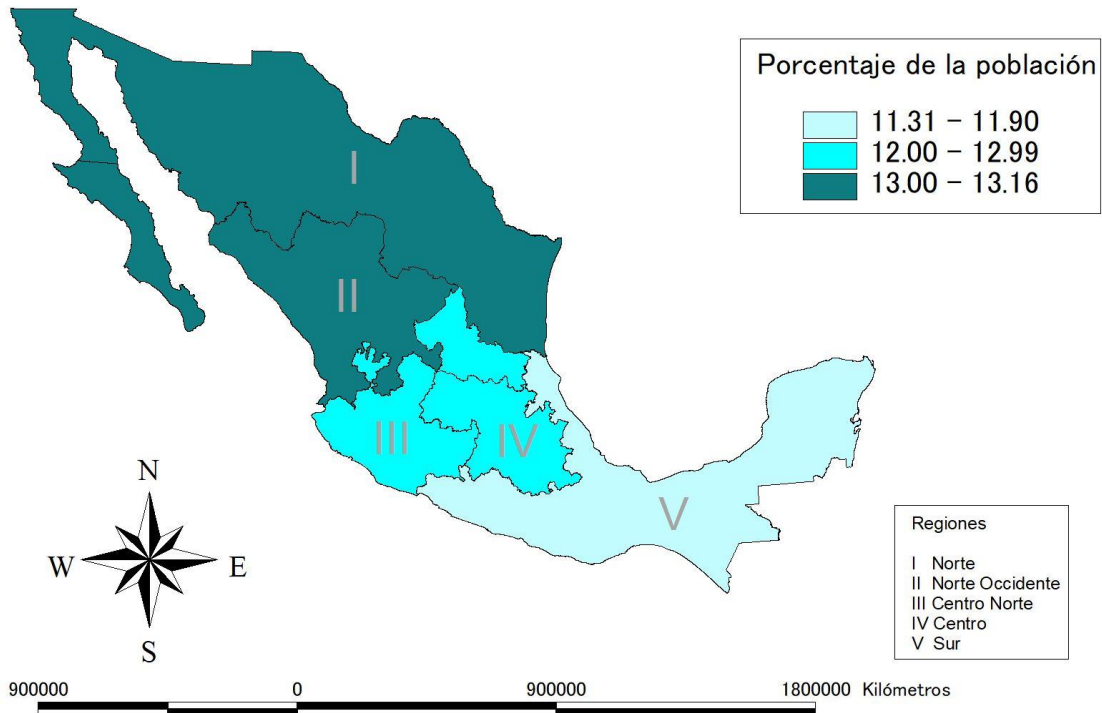 Porcentaje de la población
11.31 - 11.90
12.00 - 12.99
13.00 - 13.16
I
II
III
IV
V
N
W
E
S
Regiones
I Norte
II Norte Occidente
III Centro Norte
IV Centro
V Sur
900000 0 900000 1800000 Kilómetros